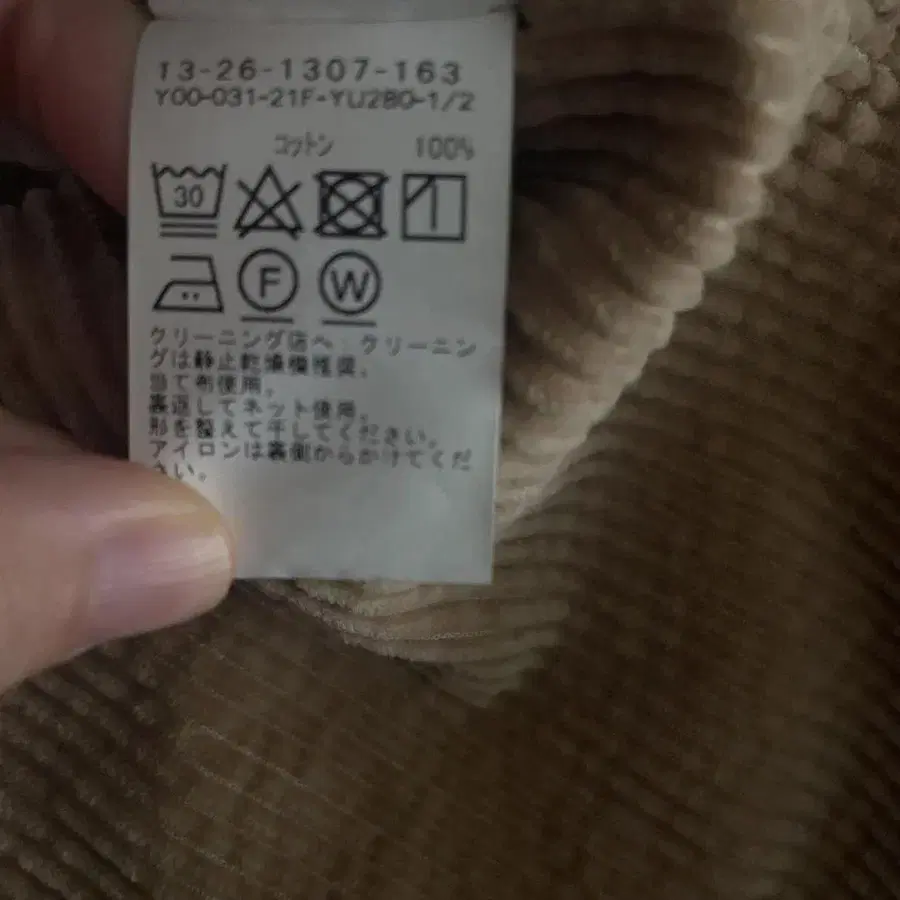 13-26-1307-163
Y00-031-21F-YU280-1/2
コットン 100%
30
F W
クリーニング店へ:クリーニン
グは静止乾燥機推奨。
当て布使用。
裏返してネット使用。
形を整えて干してください。
アイロンは裏側からかけてくだ
さい。